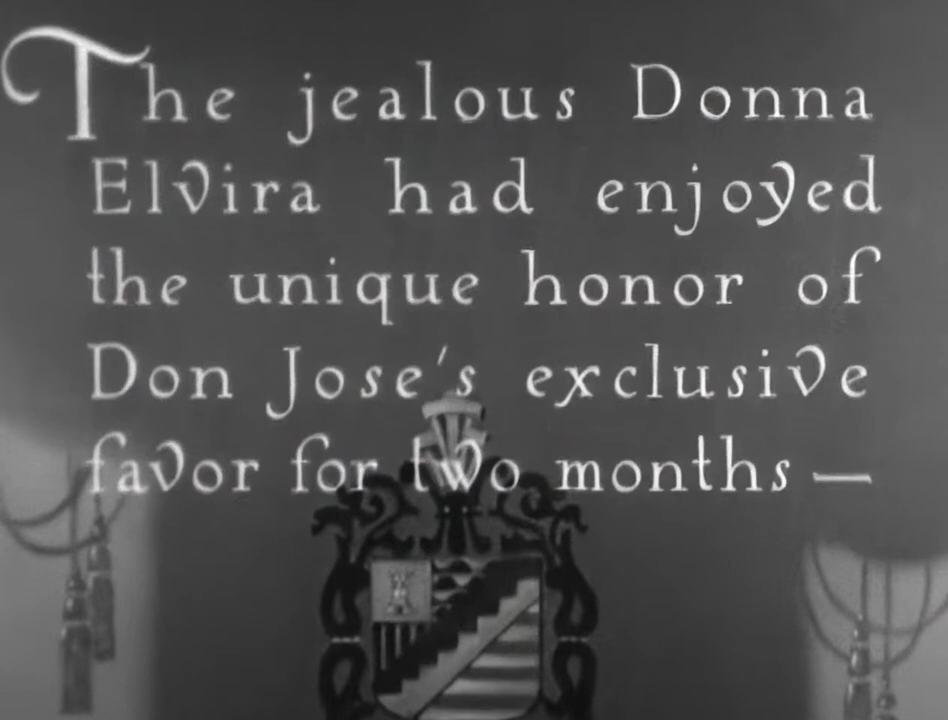 The jealous Donna
Elvira had enjoyed
the unique honor of
Don Jose's exclusive
favor for two months —